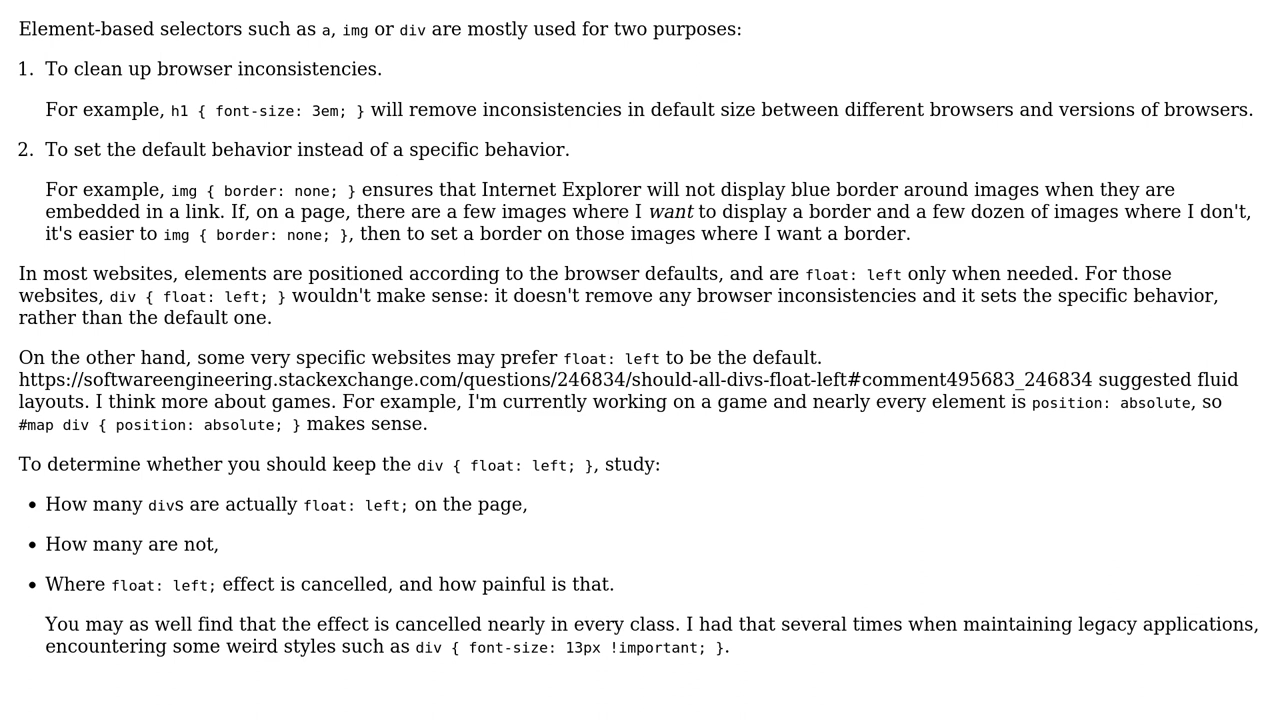 Element-based selectors such as a, img or div are mostly used for two purposes:
1. To clean up browser inconsistencies.
For example, h1 { font-size: 3em; } will remove inconsistencies in default size between different browsers and versions of browsers.
2. To set the default behavior instead of a specific behavior.
For example, img { border: none; } ensures that Internet Explorer will not display blue border around images when they are
embedded in a link. If, on a page, there are a few images where I want to display a border and a few dozen of images where I don't,
it's easier to img { border: none; }, then to set a border on those images where I want a border.
In most websites, elements are positioned according to the browser defaults, and are float: left only when needed. For those
websites, div { float: left; } wouldn't make sense: it doesn't remove any browser inconsistencies and it sets the specific behavior,
rather than the default one.
On the other hand, some very specific websites may prefer float: left to be the default.
https://softwareengineering.stackexchange.com/questions/246834/should-all-divs-float-left#comment495683_246834 suggested fluid
layouts. I think more about games. For example, I'm currently working on a game and nearly every element is position: absolute, so
#map div { position: absolute; } makes sense.
To determine whether you should keep the div { float: left; }, study:
• How many divs are actually float: left; on the page,
• How many are not,
• Where float: left; effect is cancelled, and how painful is that.
You may as well find that the effect is cancelled nearly in every class. I had that several times when maintaining legacy applications,
encountering some weird styles such as div { font-size: 13px !important; }.